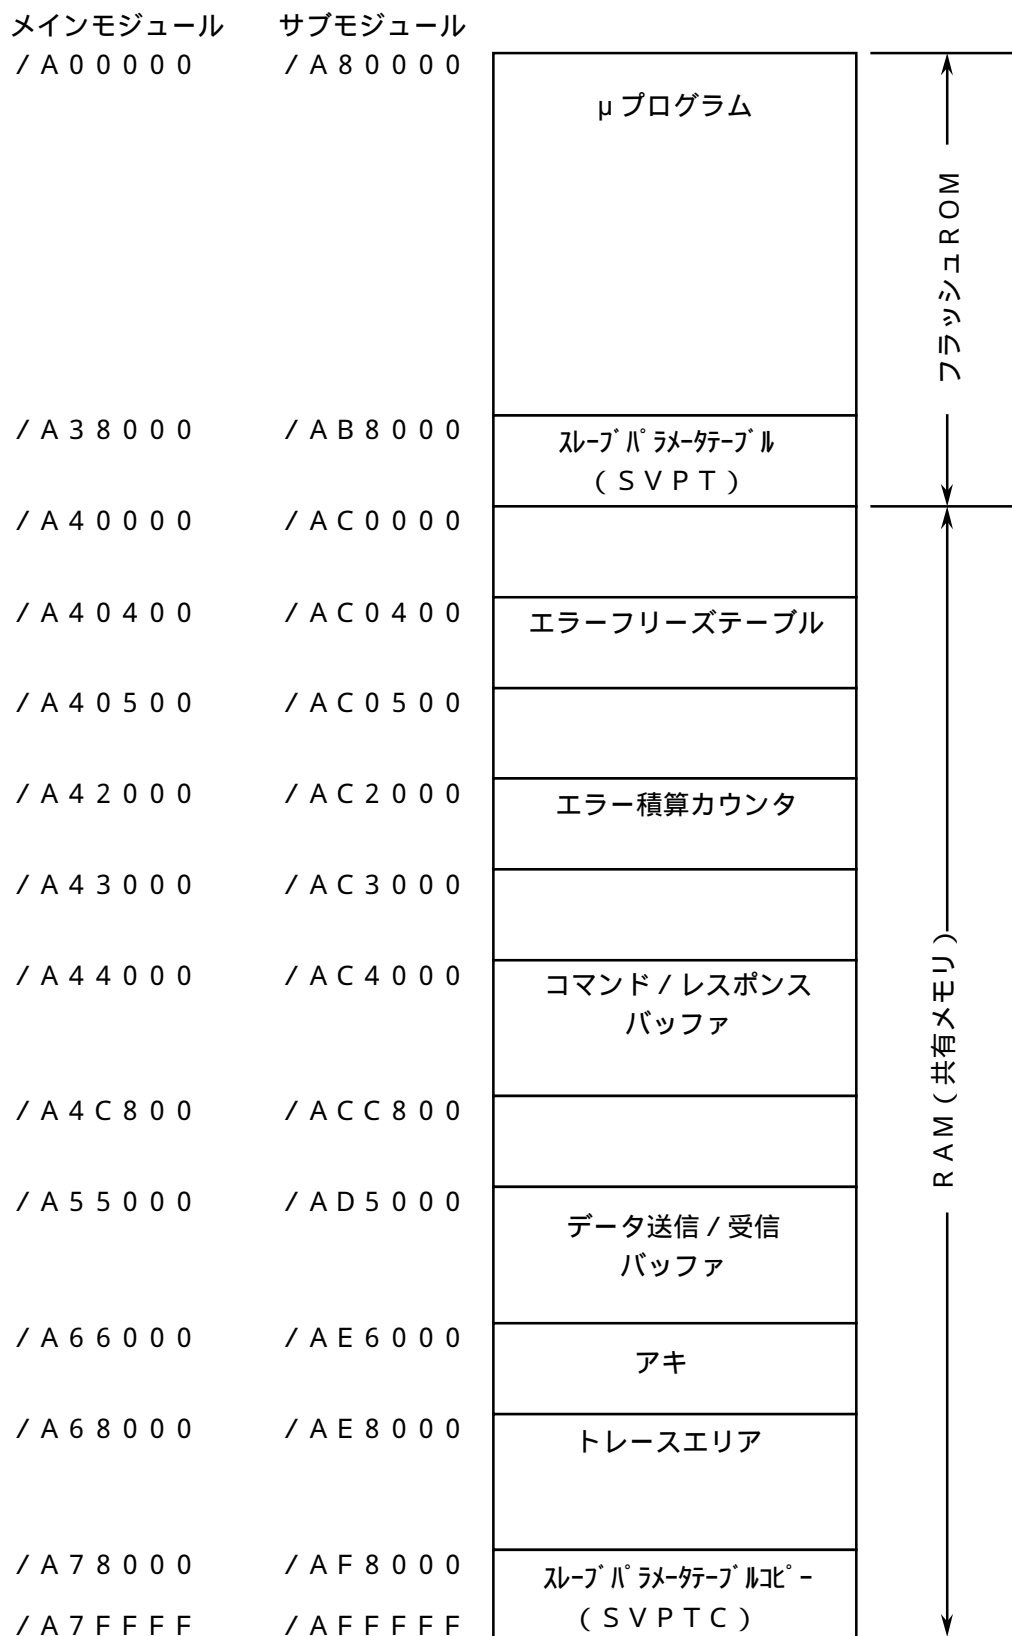 メインモジュール　サブモジュール
/A00000　/A80000
μプログラム
フラッシュROM
/A38000　/AB8000
ｽﾚｰﾌﾞﾊﾟﾗﾒｰﾀﾃｰﾌﾞﾙ
(SVPT)
/A40000　/AC0000
/A40400　/AC0400　エラーフリーズテーブル
/A40500　/AC0500
/A42000　/AC2000　エラー積算カウンタ
/A43000　/AC3000
/A44000　/AC4000　コマンド/レスポンス
バッファ
RAM(共有メモリ)
/A4C800　/ACC800
/A55000　/AD5000
データ送信/受信
バッファ
/A66000　/AE6000
アキ
/A68000　/AE8000　トレースエリア
/A78000　/AF8000
ｽﾚｰﾌﾞﾊﾟﾗﾒｰﾀﾃｰﾌﾞﾙｺﾋﾟｰ
(SVPTC)
/A7FFFF　/AFFFFF